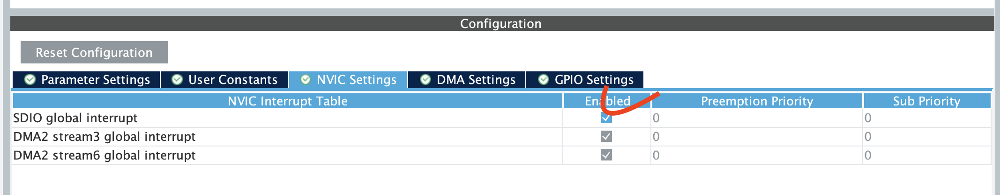 Configuration
Reset Configuration
Parameter Settings User Constants NVIC Settings DMA Settings GPIO Settings
NVIC Interrupt Table Enabled Preemption Priority Sub Priority
SDIO global interrupt 0 0
DMA2 stream3 global interrupt 0 0
DMA2 stream6 global interrupt 0 0